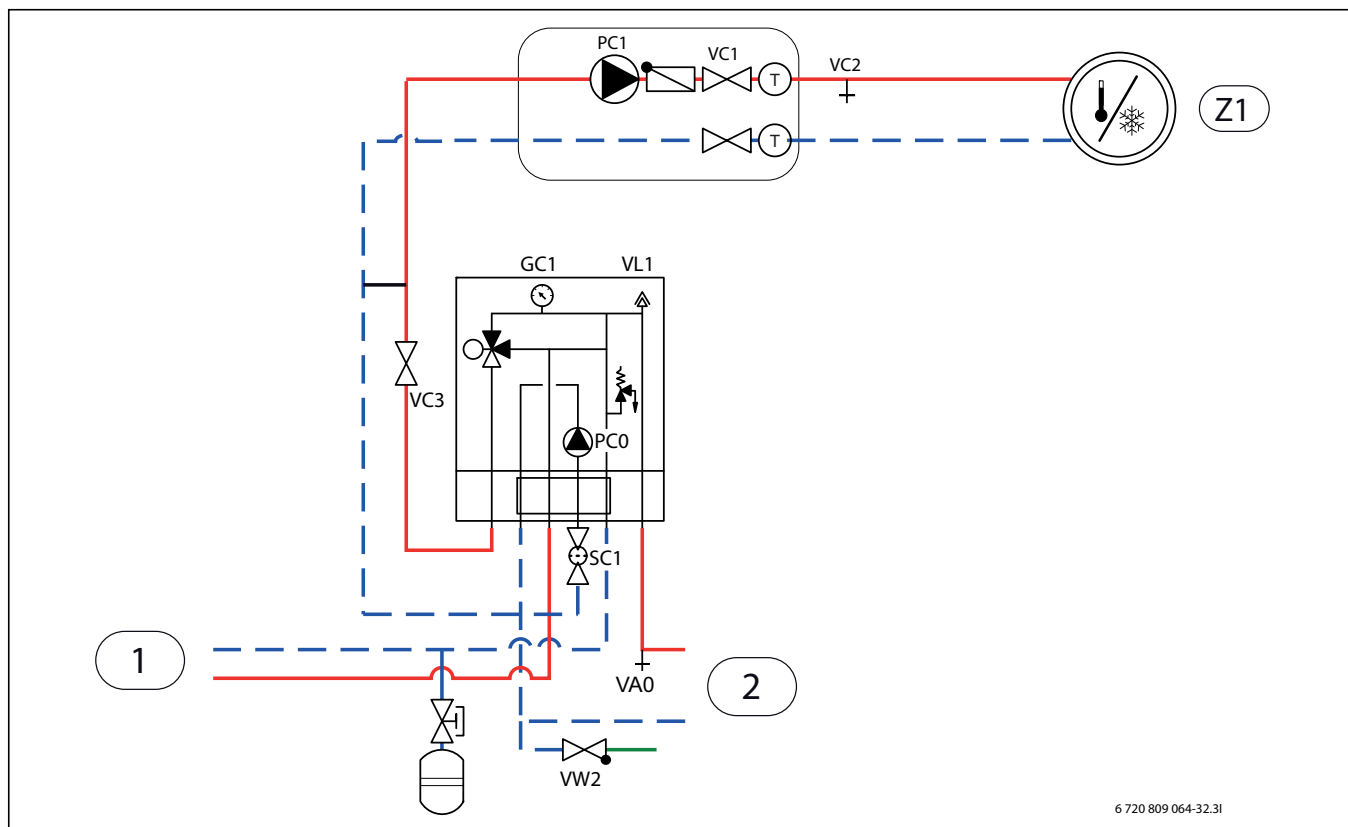 PC1
VC1
T
VC2
Z1
T
GC1
VL1
VC3
PC0
SC1
1
VA0
2
VW2
6 720 809 064-32.3I